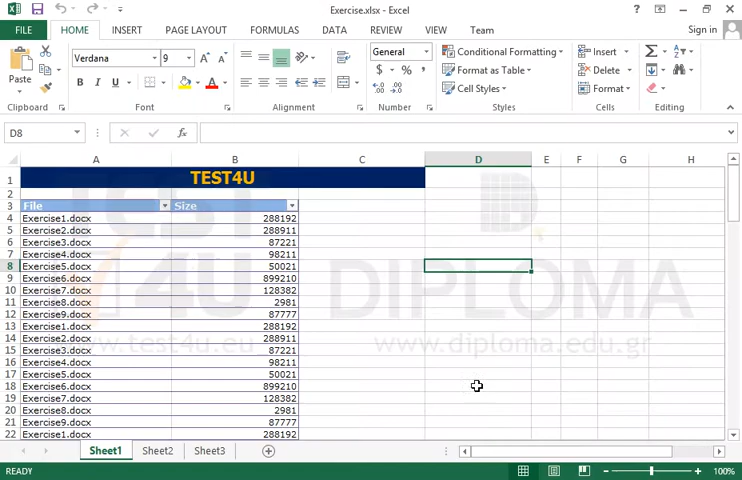 Exercise.xlsx - Excel
FILE HOME INSERT PAGE LAYOUT FORMULAS DATA REVIEW VIEW Team Sign in
Paste Verdana 9 General Conditional Formatting Insert
B I U A $ % , Format as Table Delete
Cell Styles Format
Clipboard Font Alignment Number Styles Cells Editing
D8 fx
A B C D E F G H
1 TEST4U
2
3 File Size
4 Exercise1.docx 288192
5 Exercise2.docx 288911
6 Exercise3.docx 87221
7 Exercise4.docx 98211
8 Exercise5.docx 50021
9 Exercise6.docx 899210
10 Exercise7.docx 128382
11 Exercise8.docx 2981
12 Exercise9.docx 87777
13 Exercise1.docx 288192
14 Exercise2.docx 288911
15 Exercise3.docx 87221
16 Exercise4.docx 98211
17 Exercise5.docx 50021
18 Exercise6.docx 899210
19 Exercise7.docx 128382
20 Exercise8.docx 2981
21 Exercise9.docx 87777
22 Exercise1.docx 288192
TEST
4U DIPLOMA
www.test4u.eu www.diploma.edu.gr
Sheet1 Sheet2 Sheet3
READY 100%